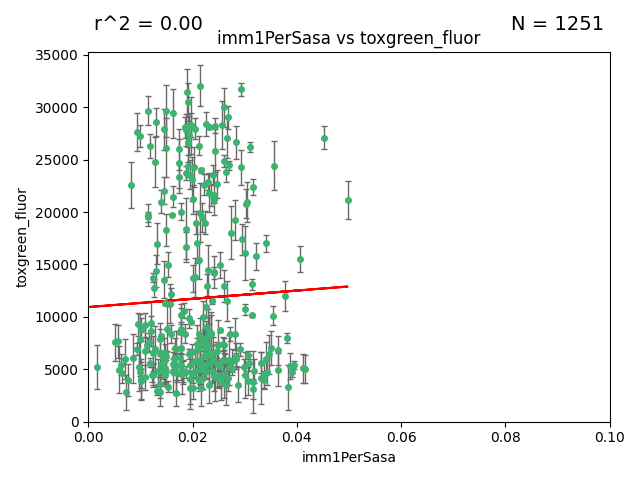 r^2 = 0.00
N = 1251
imm1PerSasa vs toxgreen_fluor
35000
30000
25000
20000
15000
10000
5000
0
toxgreen_fluor
0.00
0.02
0.04
0.06
0.08
0.10
imm1PerSasa